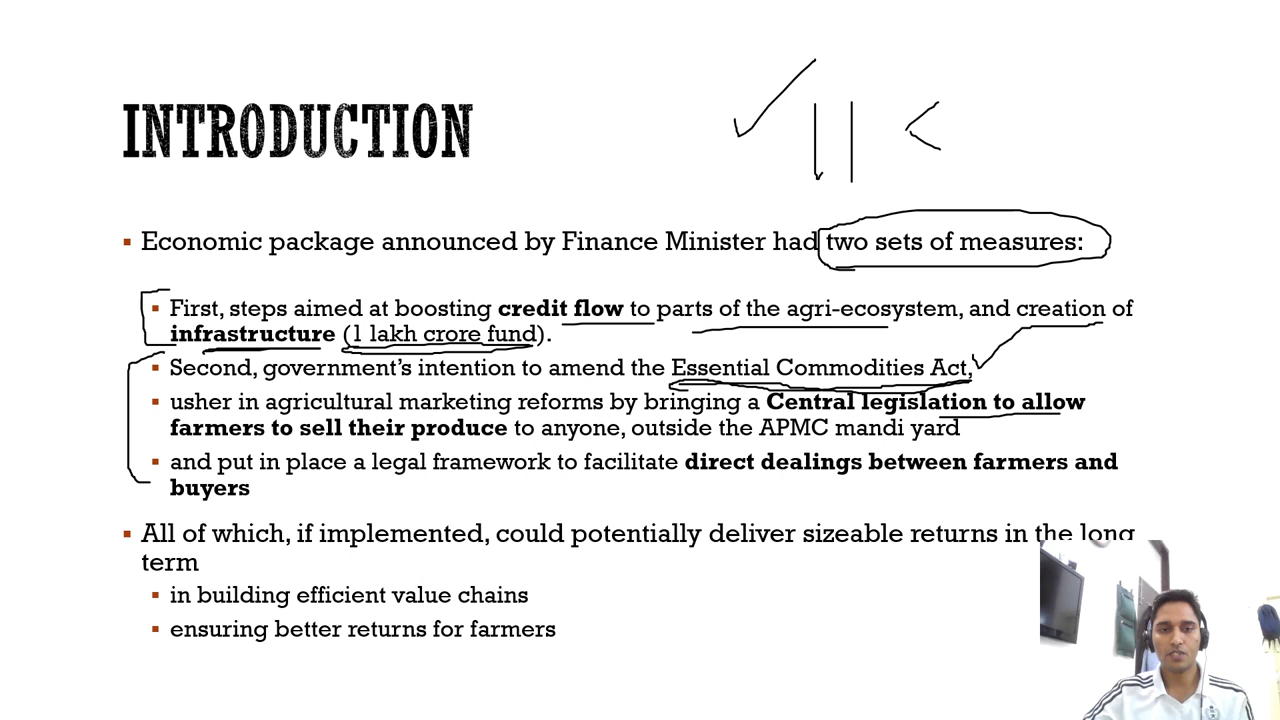 INTRODUCTION
▪ Economic package announced by Finance Minister had two sets of measures:
▪ First, steps aimed at boosting credit flow to parts of the agri-ecosystem, and creation of
infrastructure (1 lakh crore fund).
▪ Second, government's intention to amend the Essential Commodities Act,
▪ usher in agricultural marketing reforms by bringing a Central legislation to allow
farmers to sell their produce to anyone, outside the APMC mandi yard
▪ and put in place a legal framework to facilitate direct dealings between farmers and
buyers
▪ All of which, if implemented, could potentially deliver sizeable returns in the long
term
▪ in building efficient value chains
▪ ensuring better returns for farmers